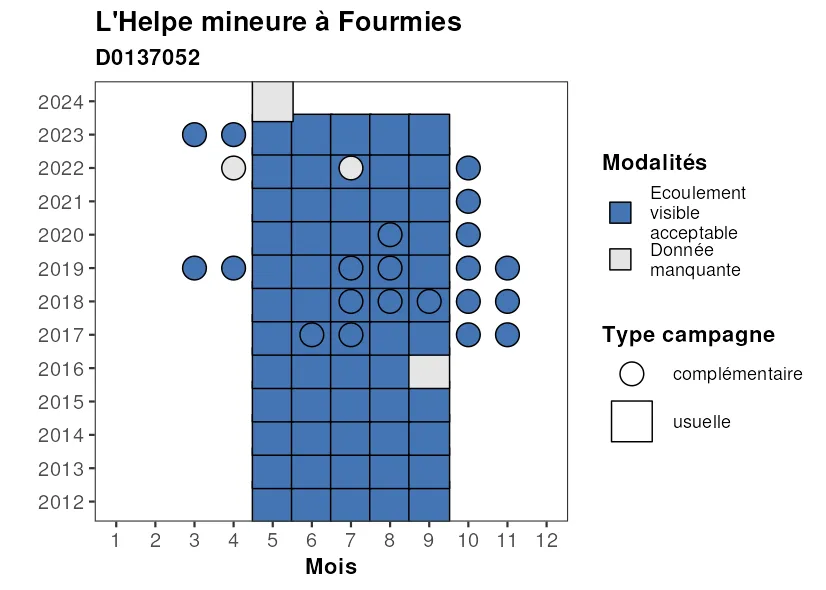 L'Helpe mineure à Fourmies
D0137052
2024
2023
2022
2021
2020
2019
2018
2017
2016
2015
2014
2013
2012
1 2 3 4 5 6 7 8 9 10 11 12
Mois
Modalités
Ecoulement
visible
acceptable
Donnée
manquante
Type campagne
complémentaire
usuelle